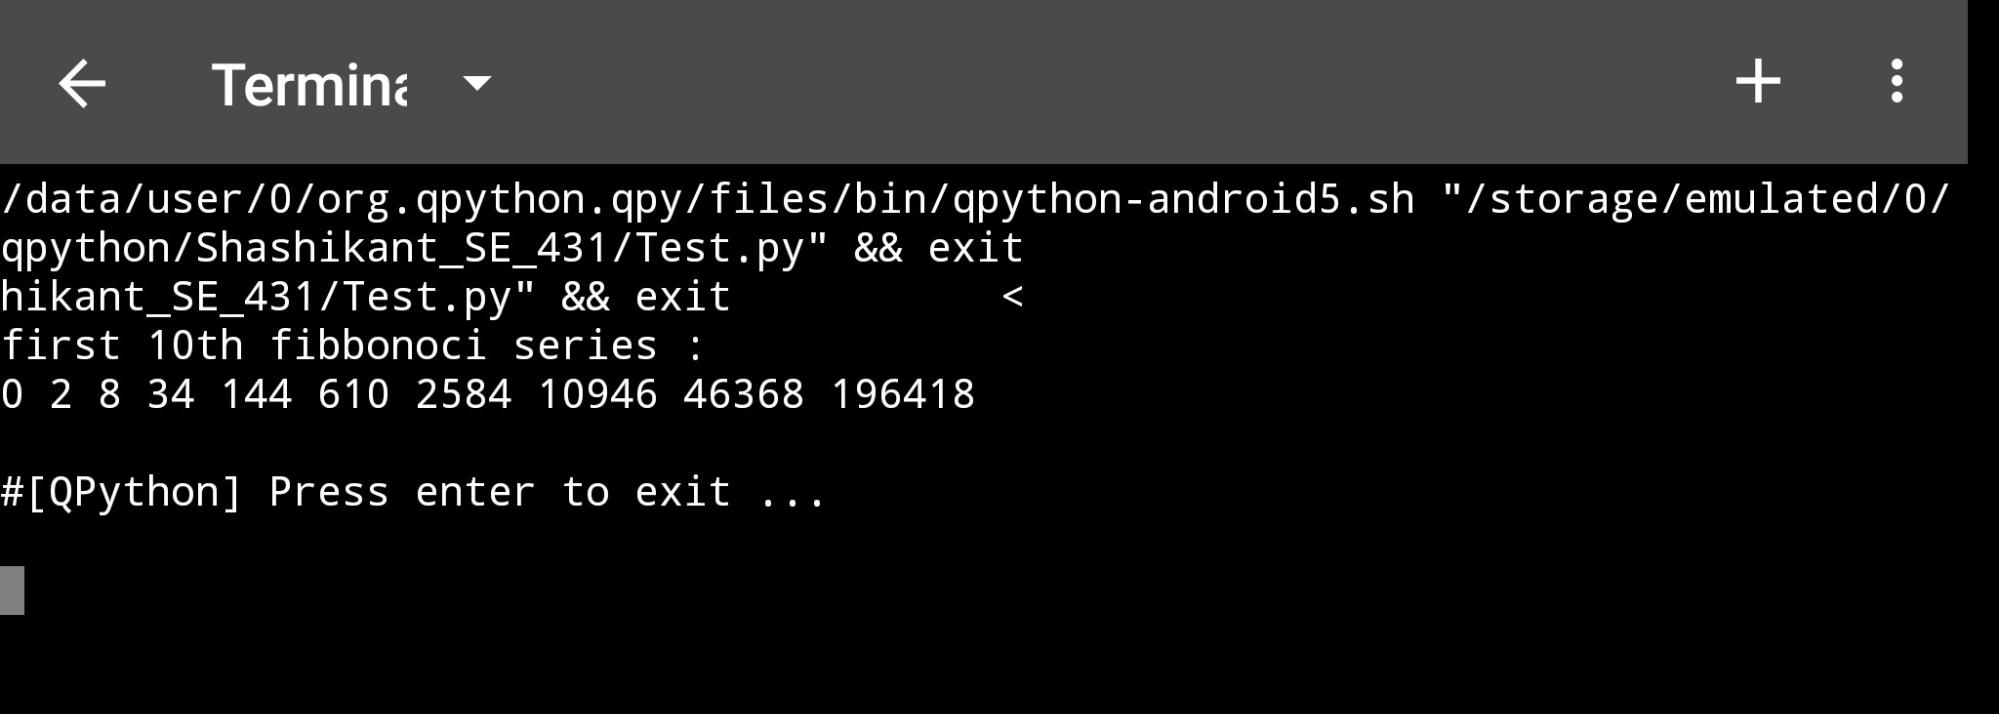 Termina
/data/user/0/org.qpython.qpy/files/bin/qpython-android5.sh "/storage/emulated/0/
qpython/Shashikant_SE_431/Test.py" && exit
hikant_SE_431/Test.py" && exit <
first 10th fibbonoci series :
0 2 8 34 144 610 2584 10946 46368 196418
#[QPython] Press enter to exit ...